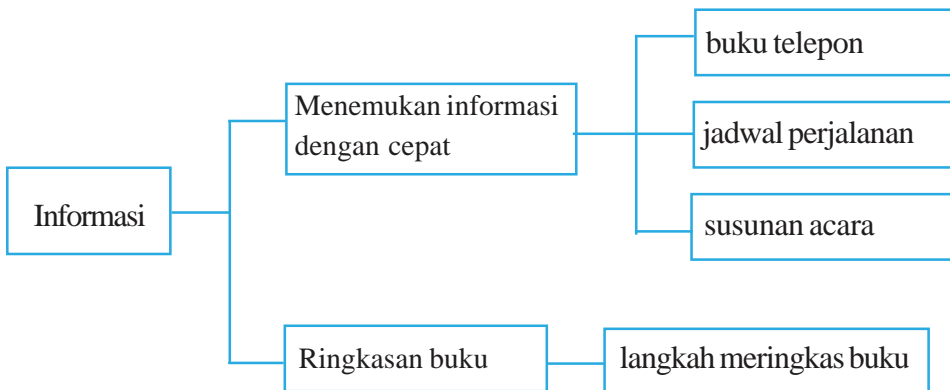 buku telepon
Menemukan informasi
dengan cepat
jadwal perjalanan
Informasi
susunan acara
Ringkasan buku
langkah meringkas buku